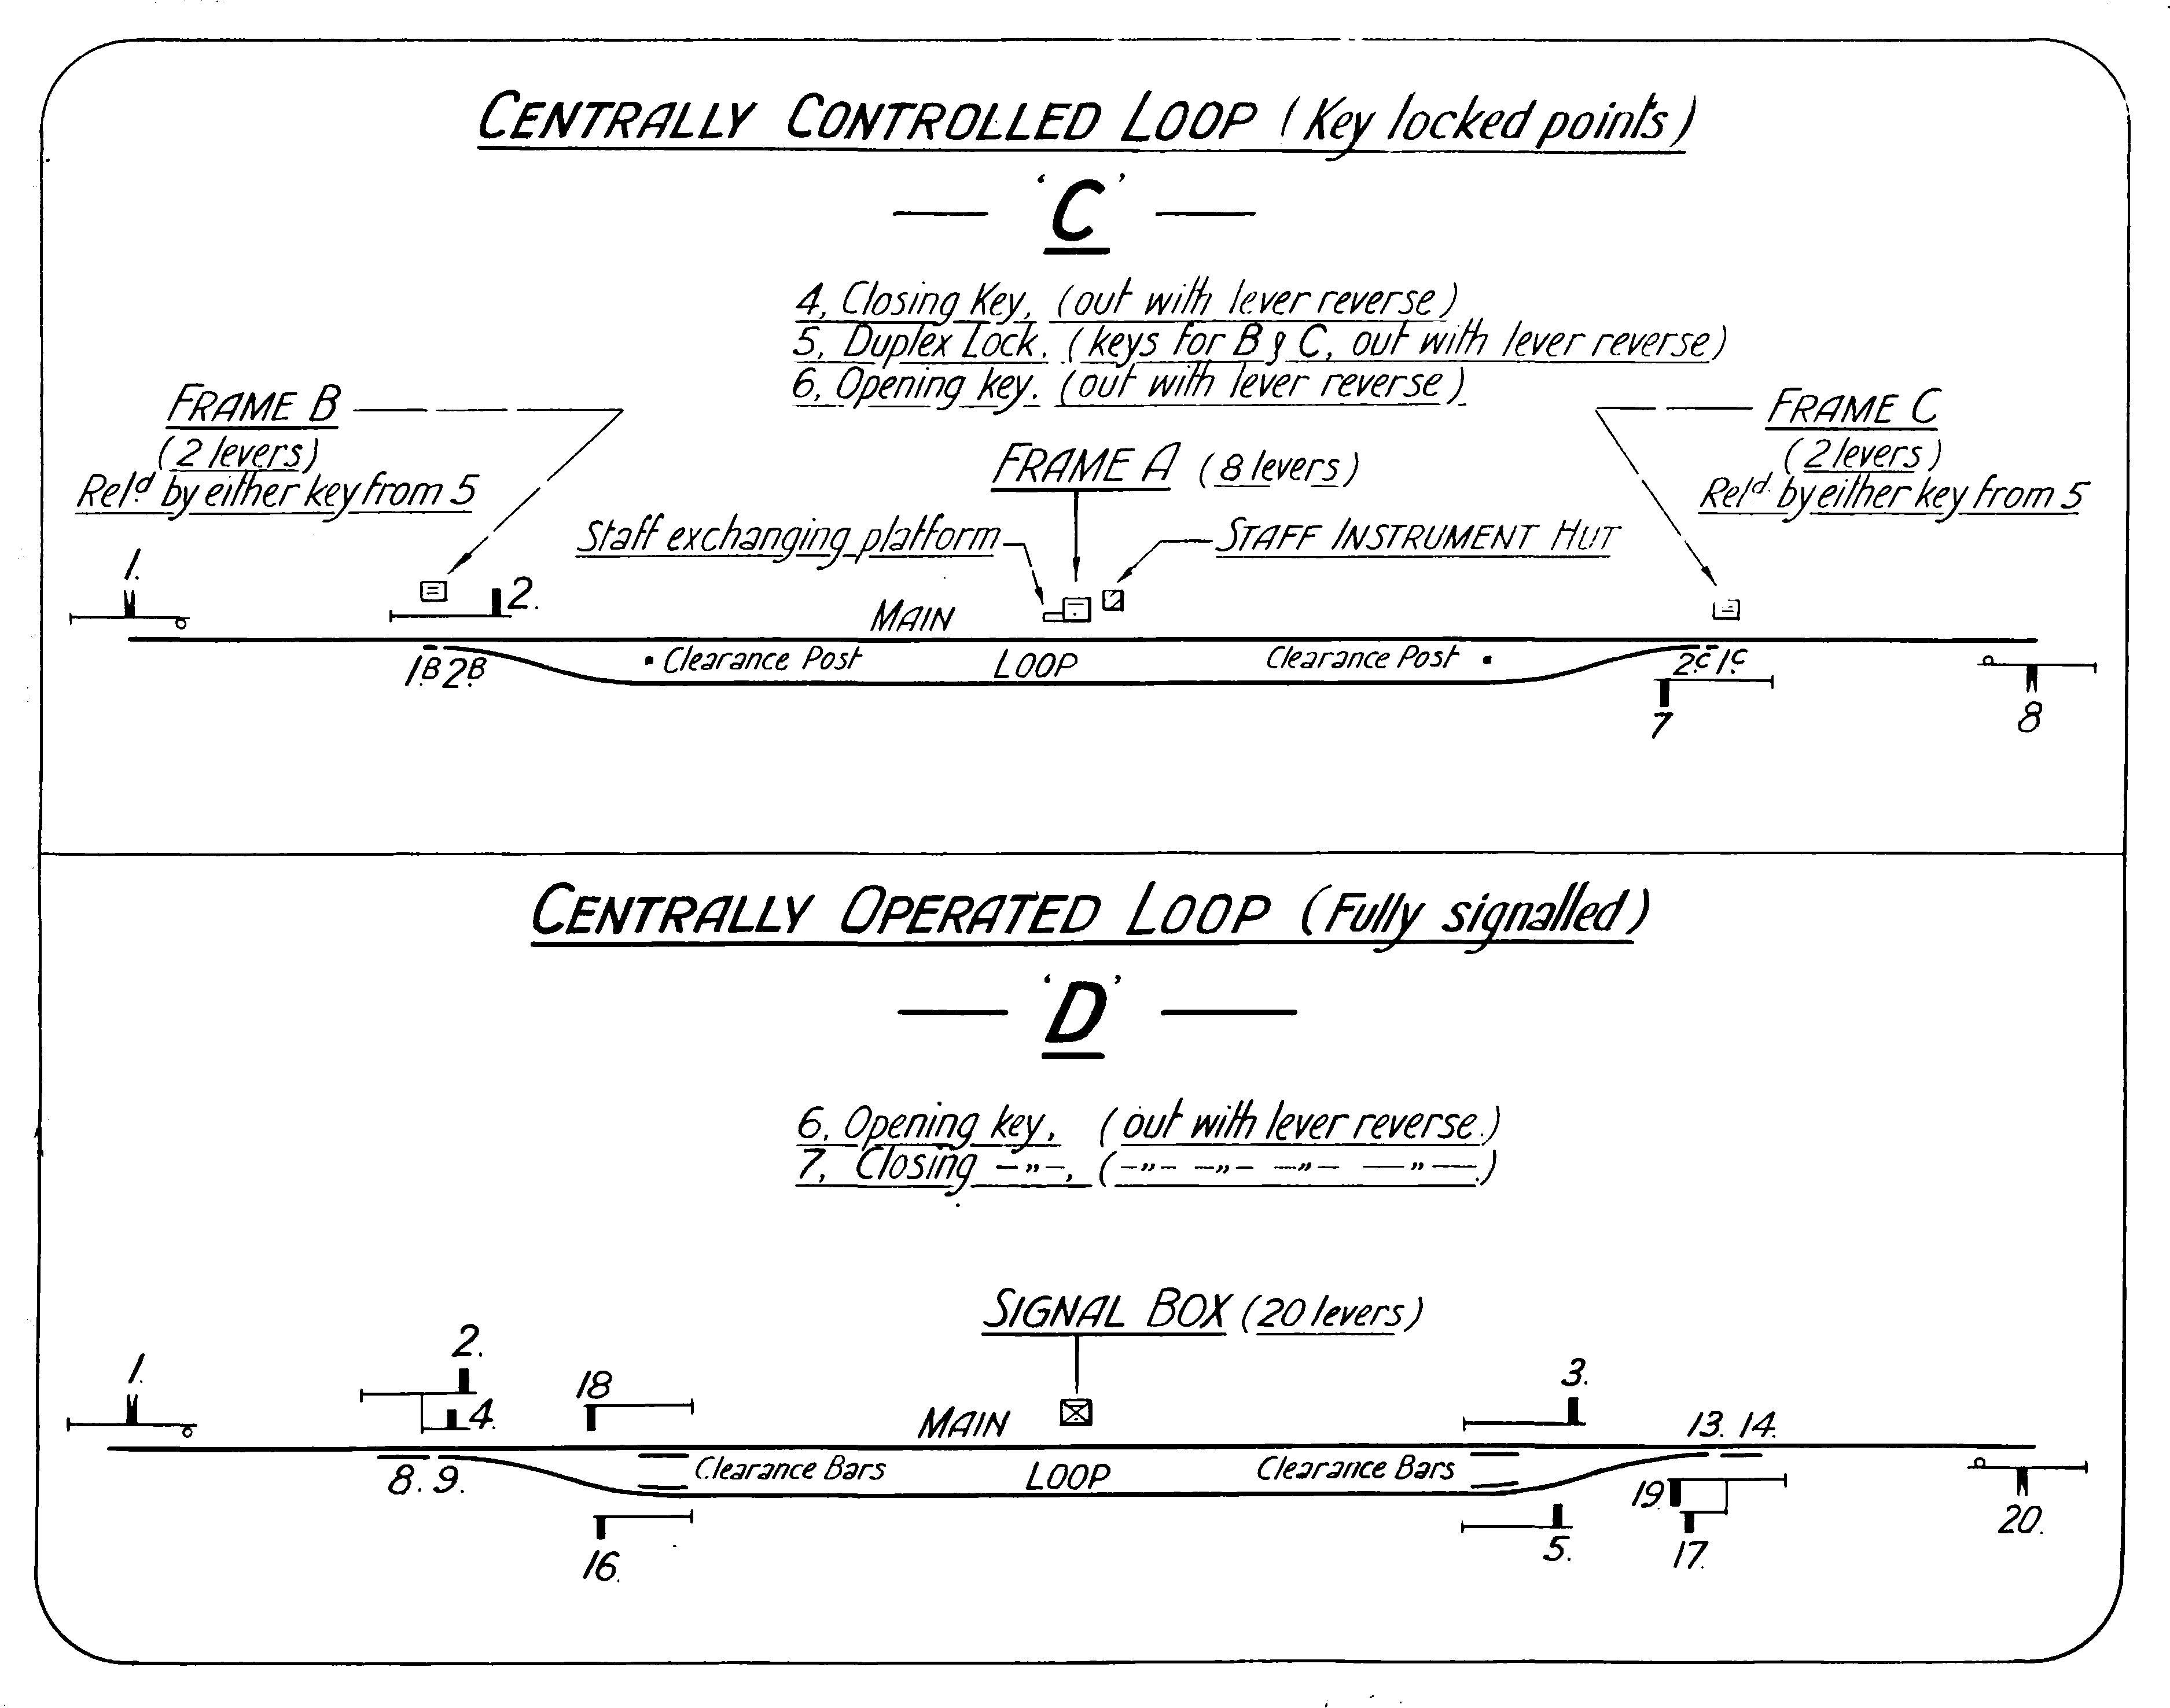 CENTRALLY CONTROLLED LOOP (Key locked points)
'C'
4, Closing Key, (out with lever reverse)
5, Duplex Lock, (keys for B & C, out with lever reverse)
6, Opening key. (out with lever reverse)
FRAME B
(2 levers)
Rel.d by either key from 5
FRAME A (8 levers)
FRAME C
(2 levers)
Rel.d by either key from 5
Staff exchanging platform
STAFF INSTRUMENT HUT
1.
2.
MAIN
1.B 2.B
Clearance Post
LOOP
Clearance Post
2.C 1.C
7
8
CENTRALLY OPERATED LOOP (Fully signalled)
'D'
6, Opening key, (out with lever reverse.)
7, Closing –"–, (–"– –"– –"– –"–.)
SIGNAL BOX (20 levers)
1.
2.
4.
18
MAIN
3.
13. 14.
8. 9.
Clearance Bars
LOOP
Clearance Bars
19
16.
5.
17.
20.